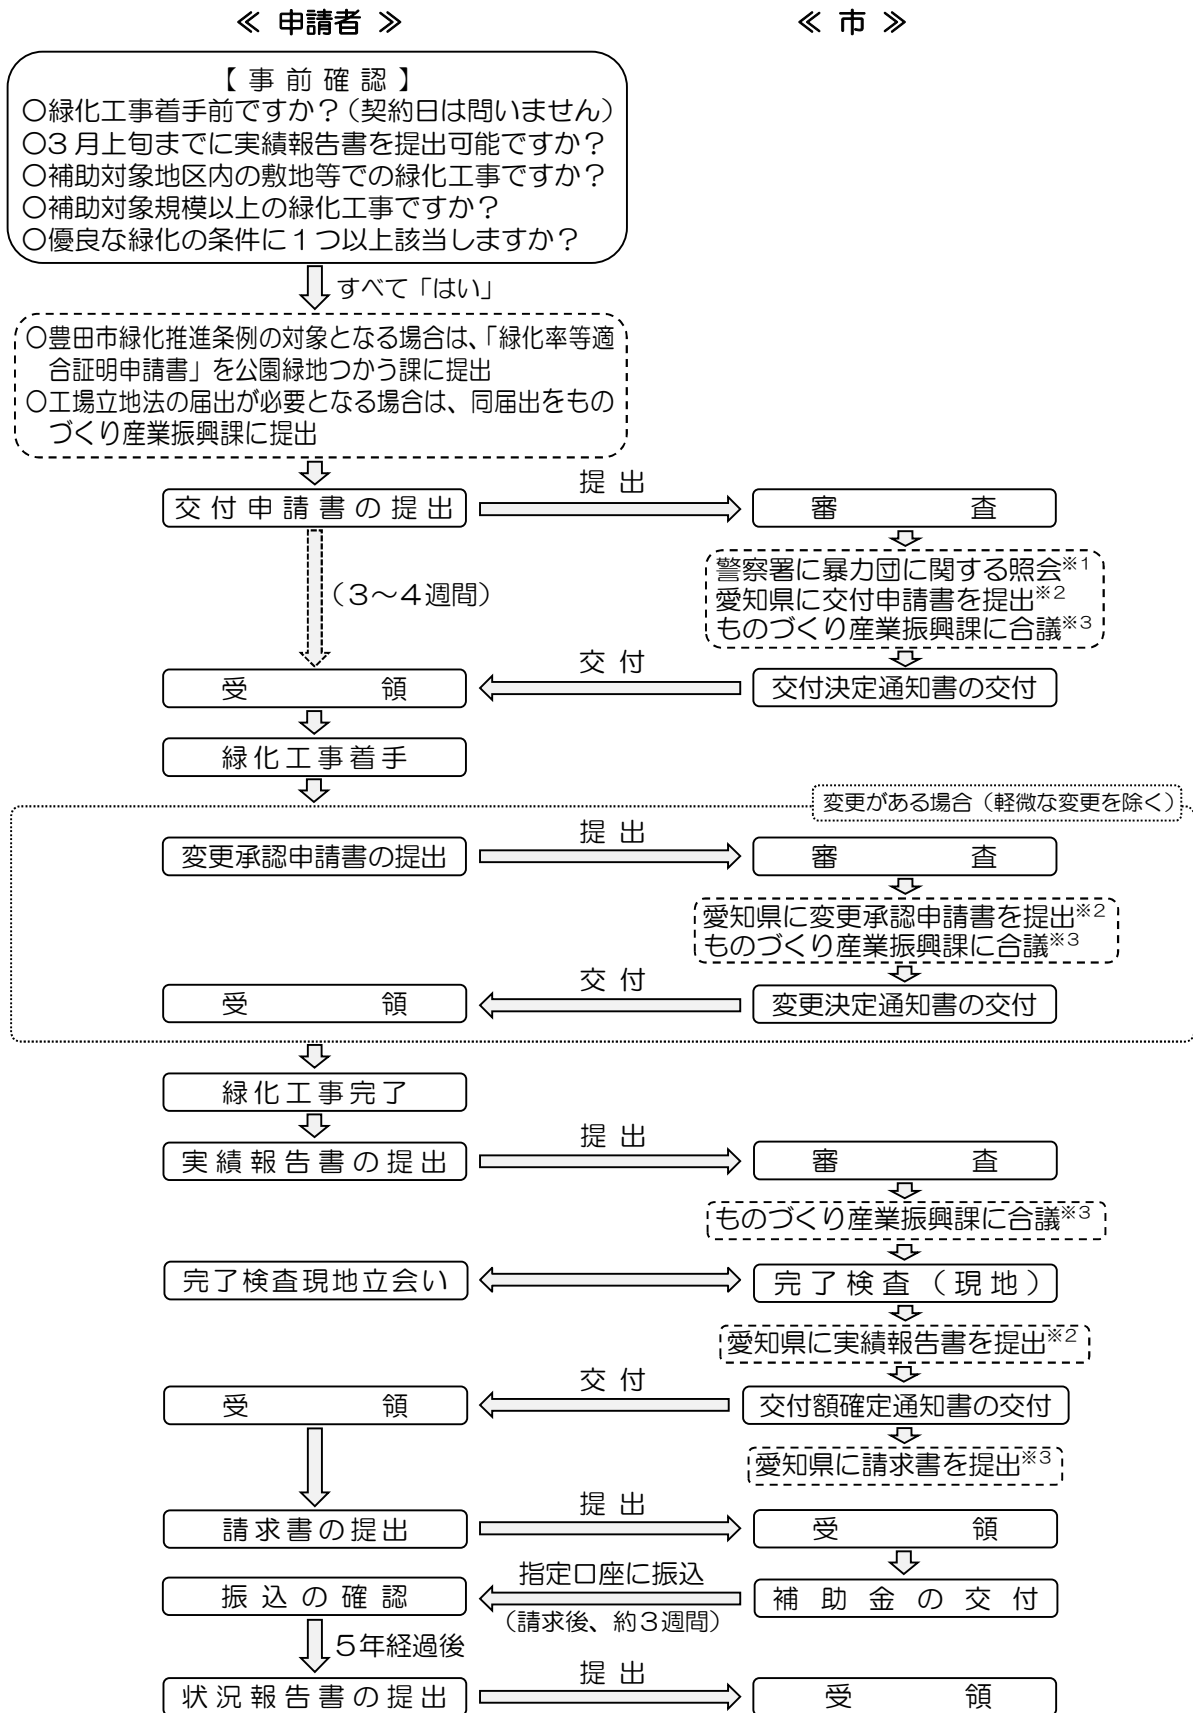 ≪ 申請者 ≫
≪ 市 ≫
【 事 前 確 認 】
〇緑化工事着手前ですか？（契約日は問いません）
〇３月上旬までに実績報告書を提出可能ですか？
〇補助対象地区内の敷地等での緑化工事ですか？
〇補助対象規模以上の緑化工事ですか？
〇優良な緑化の条件に１つ以上該当しますか？
すべて「はい」
〇豊田市緑化推進条例の対象となる場合は、「緑化率等適
合証明申請書」を公園緑地つかう課に提出
〇工場立地法の届出が必要となる場合は、同届出をもの
づくり産業振興課に提出
交付申請書の提出
提 出
審 査
警察署に暴力団に関する照会※1
愛知県に交付申請書を提出※2
ものづくり産業振興課に合議※3
（３～４週間）
受 領
交 付
交付決定通知書の交付
緑化工事着手
変更がある場合（軽微な変更を除く）
変更承認申請書の提出
提 出
審 査
愛知県に変更承認申請書を提出※2
ものづくり産業振興課に合議※3
受 領
交 付
変更決定通知書の交付
緑化工事完了
実績報告書の提出
提 出
審 査
ものづくり産業振興課に合議※3
完了検査現地立会い
完了検査（現地）
愛知県に実績報告書を提出※2
受 領
交 付
交付額確定通知書の交付
愛知県に請求書を提出※3
請求書の提出
提 出
受 領
振込の確認
指定口座に振込
（請求後、約３週間）
補助金の交付
５年経過後
状況報告書の提出
提 出
受 領